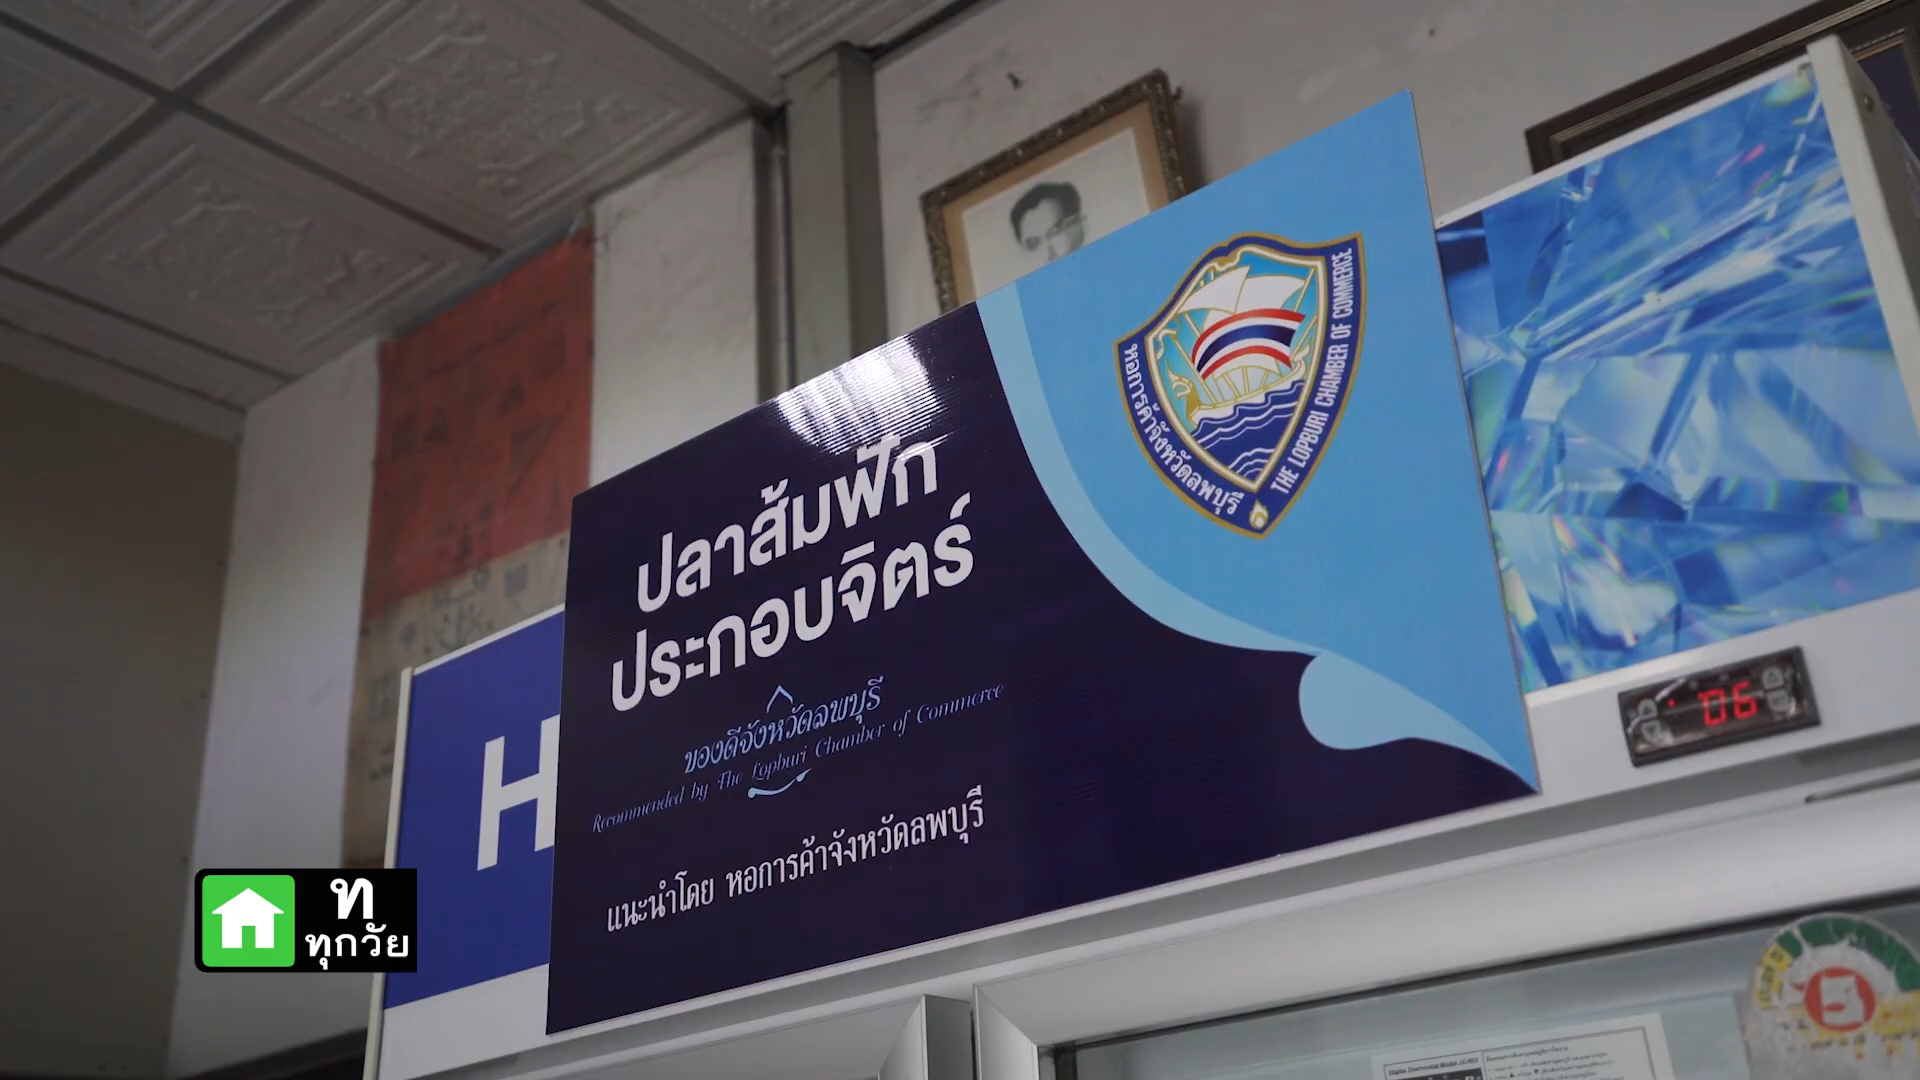 ปลาส้มฟัก
ประกอบจิตร์
ของดีจังหวัดลพบุรี
Recommended by The Lopburi Chamber of Commerce
แนะนำโดย หอการค้าจังหวัดลพบุรี
หอการค้าจังหวัดลพบุรี
THE LOPBURI CHAMBER OF COMMERCE
H
06
ท
ทุกวัย